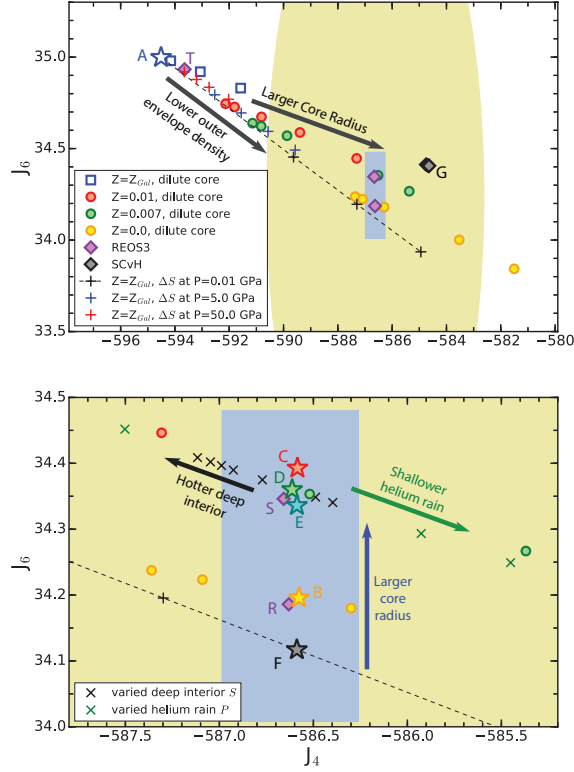 35.0
34.5
34.0
33.5
J6
A
T
G
Lower outer
envelope density
Larger Core Radius
Z=Z_Gal, dilute core
Z=0.01, dilute core
Z=0.007, dilute core
Z=0.0, dilute core
REOS3
SCvH
Z=Z_Gal, ΔS at P=0.01 GPa
Z=Z_Gal, ΔS at P=5.0 GPa
Z=Z_Gal, ΔS at P=50.0 GPa
−596 −594 −592 −590 −588 −586 −584 −582 −580
34.5
34.4
34.3
34.2
34.1
34.0
J6
C
D
S
E
B
R
F
Hotter deep
interior
Shallower
helium rain
Larger
core
radius
varied deep interior S
varied helium rain P
−587.5 −587.0 −586.5 −586.0 −585.5
J4